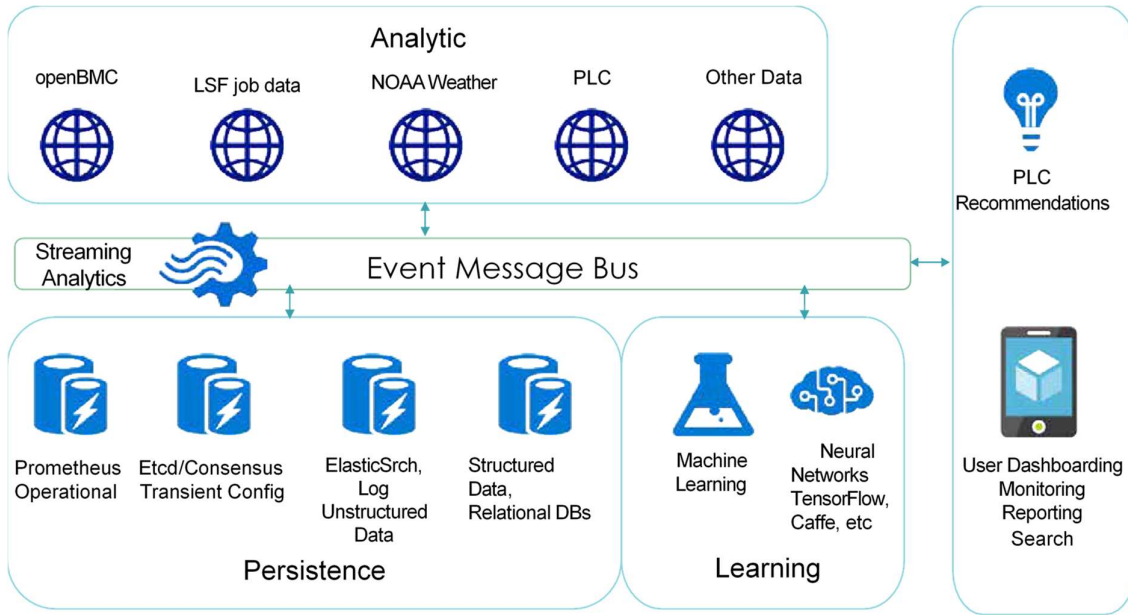 Analytic
openBMC
LSF job data
NOAA Weather
PLC
Other Data
PLC
Recommendations
Streaming
Analytics
Event Message Bus
Prometheus
Operational
Etcd/Consensus
Transient Config
ElasticSrch,
Log
Unstructured
Data
Structured
Data,
Relational DBs
Persistence
Machine
Learning
Neural
Networks
TensorFlow,
Caffe, etc
Learning
User Dashboarding
Monitoring
Reporting
Search